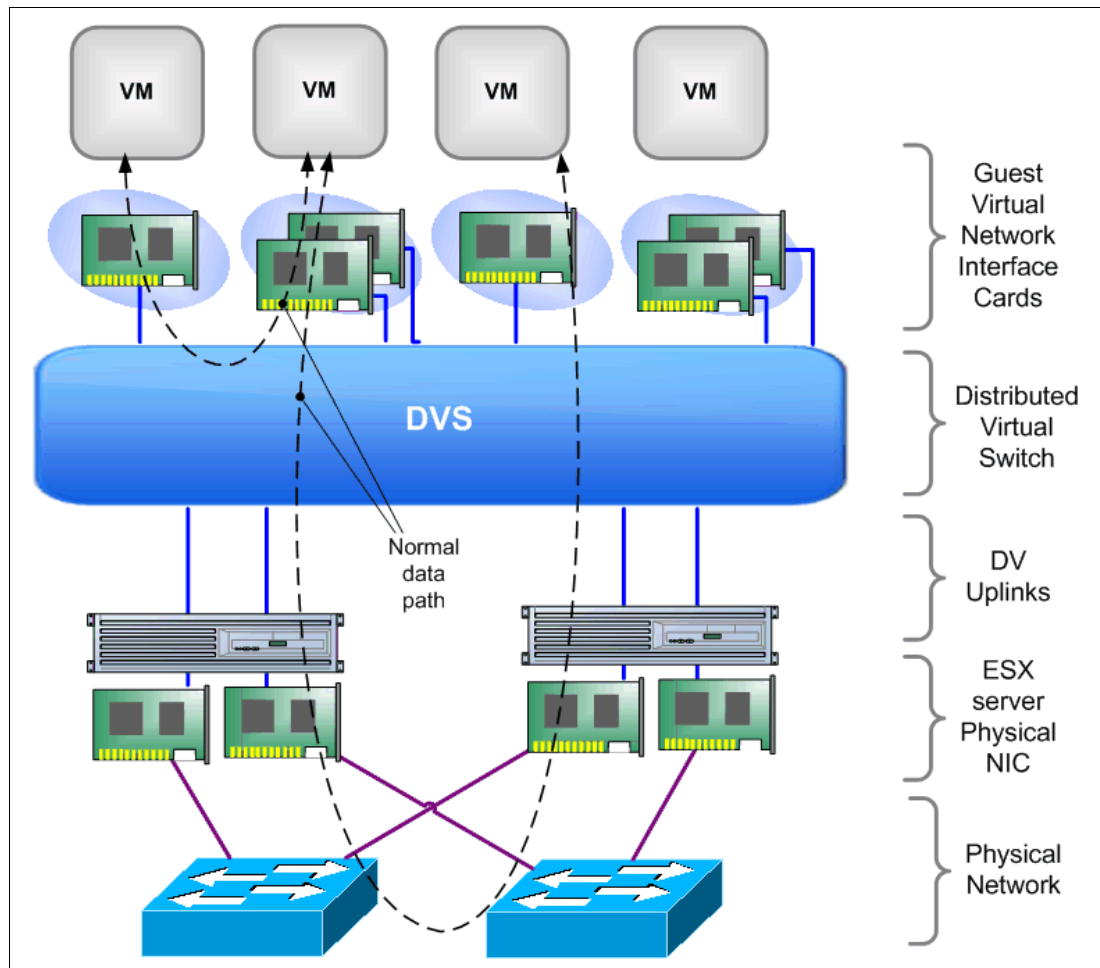 VM
VM
VM
VM
Guest
Virtual
Network
Interface
Cards
DVS
Distributed
Virtual
Switch
Normal
data
path
DV
Uplinks
ESX
server
Physical
NIC
Physical
Network